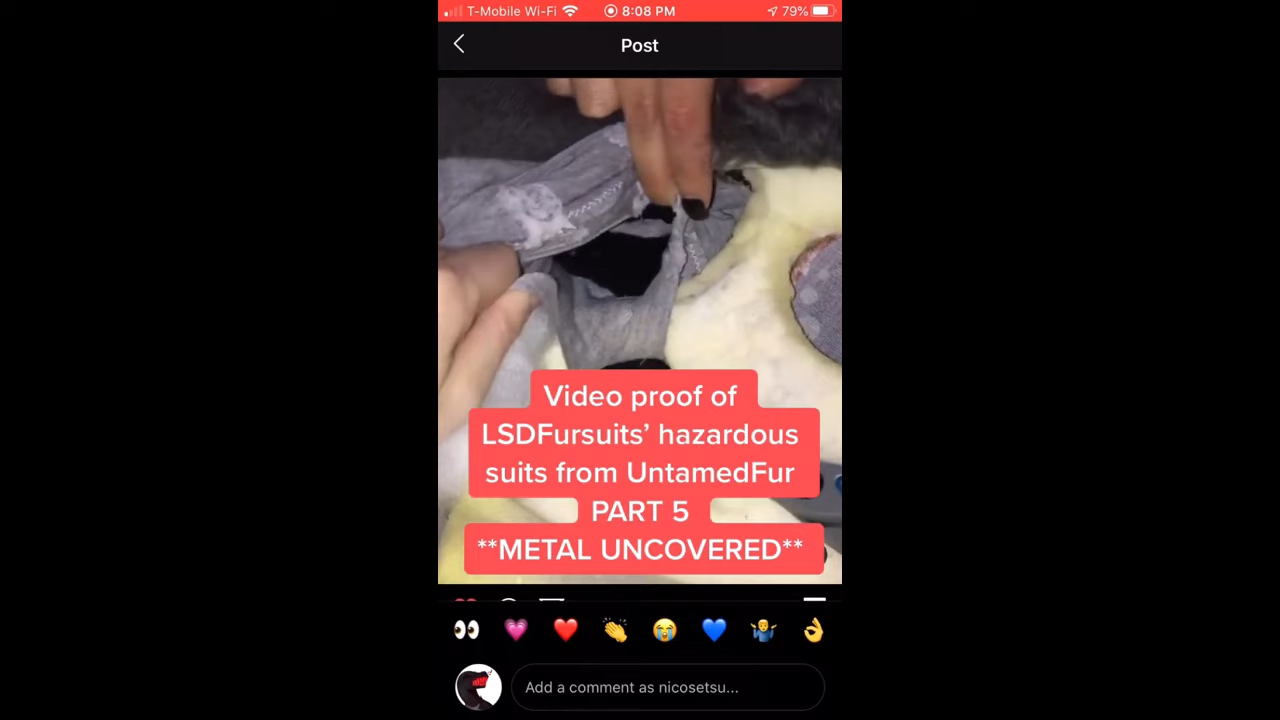 T-Mobile Wi-Fi 8:08 PM 79%
Post
Video proof of
LSDFursuits’ hazardous
suits from UntamedFur
PART 5
**METAL UNCOVERED**
Add a comment as nicosetsu...